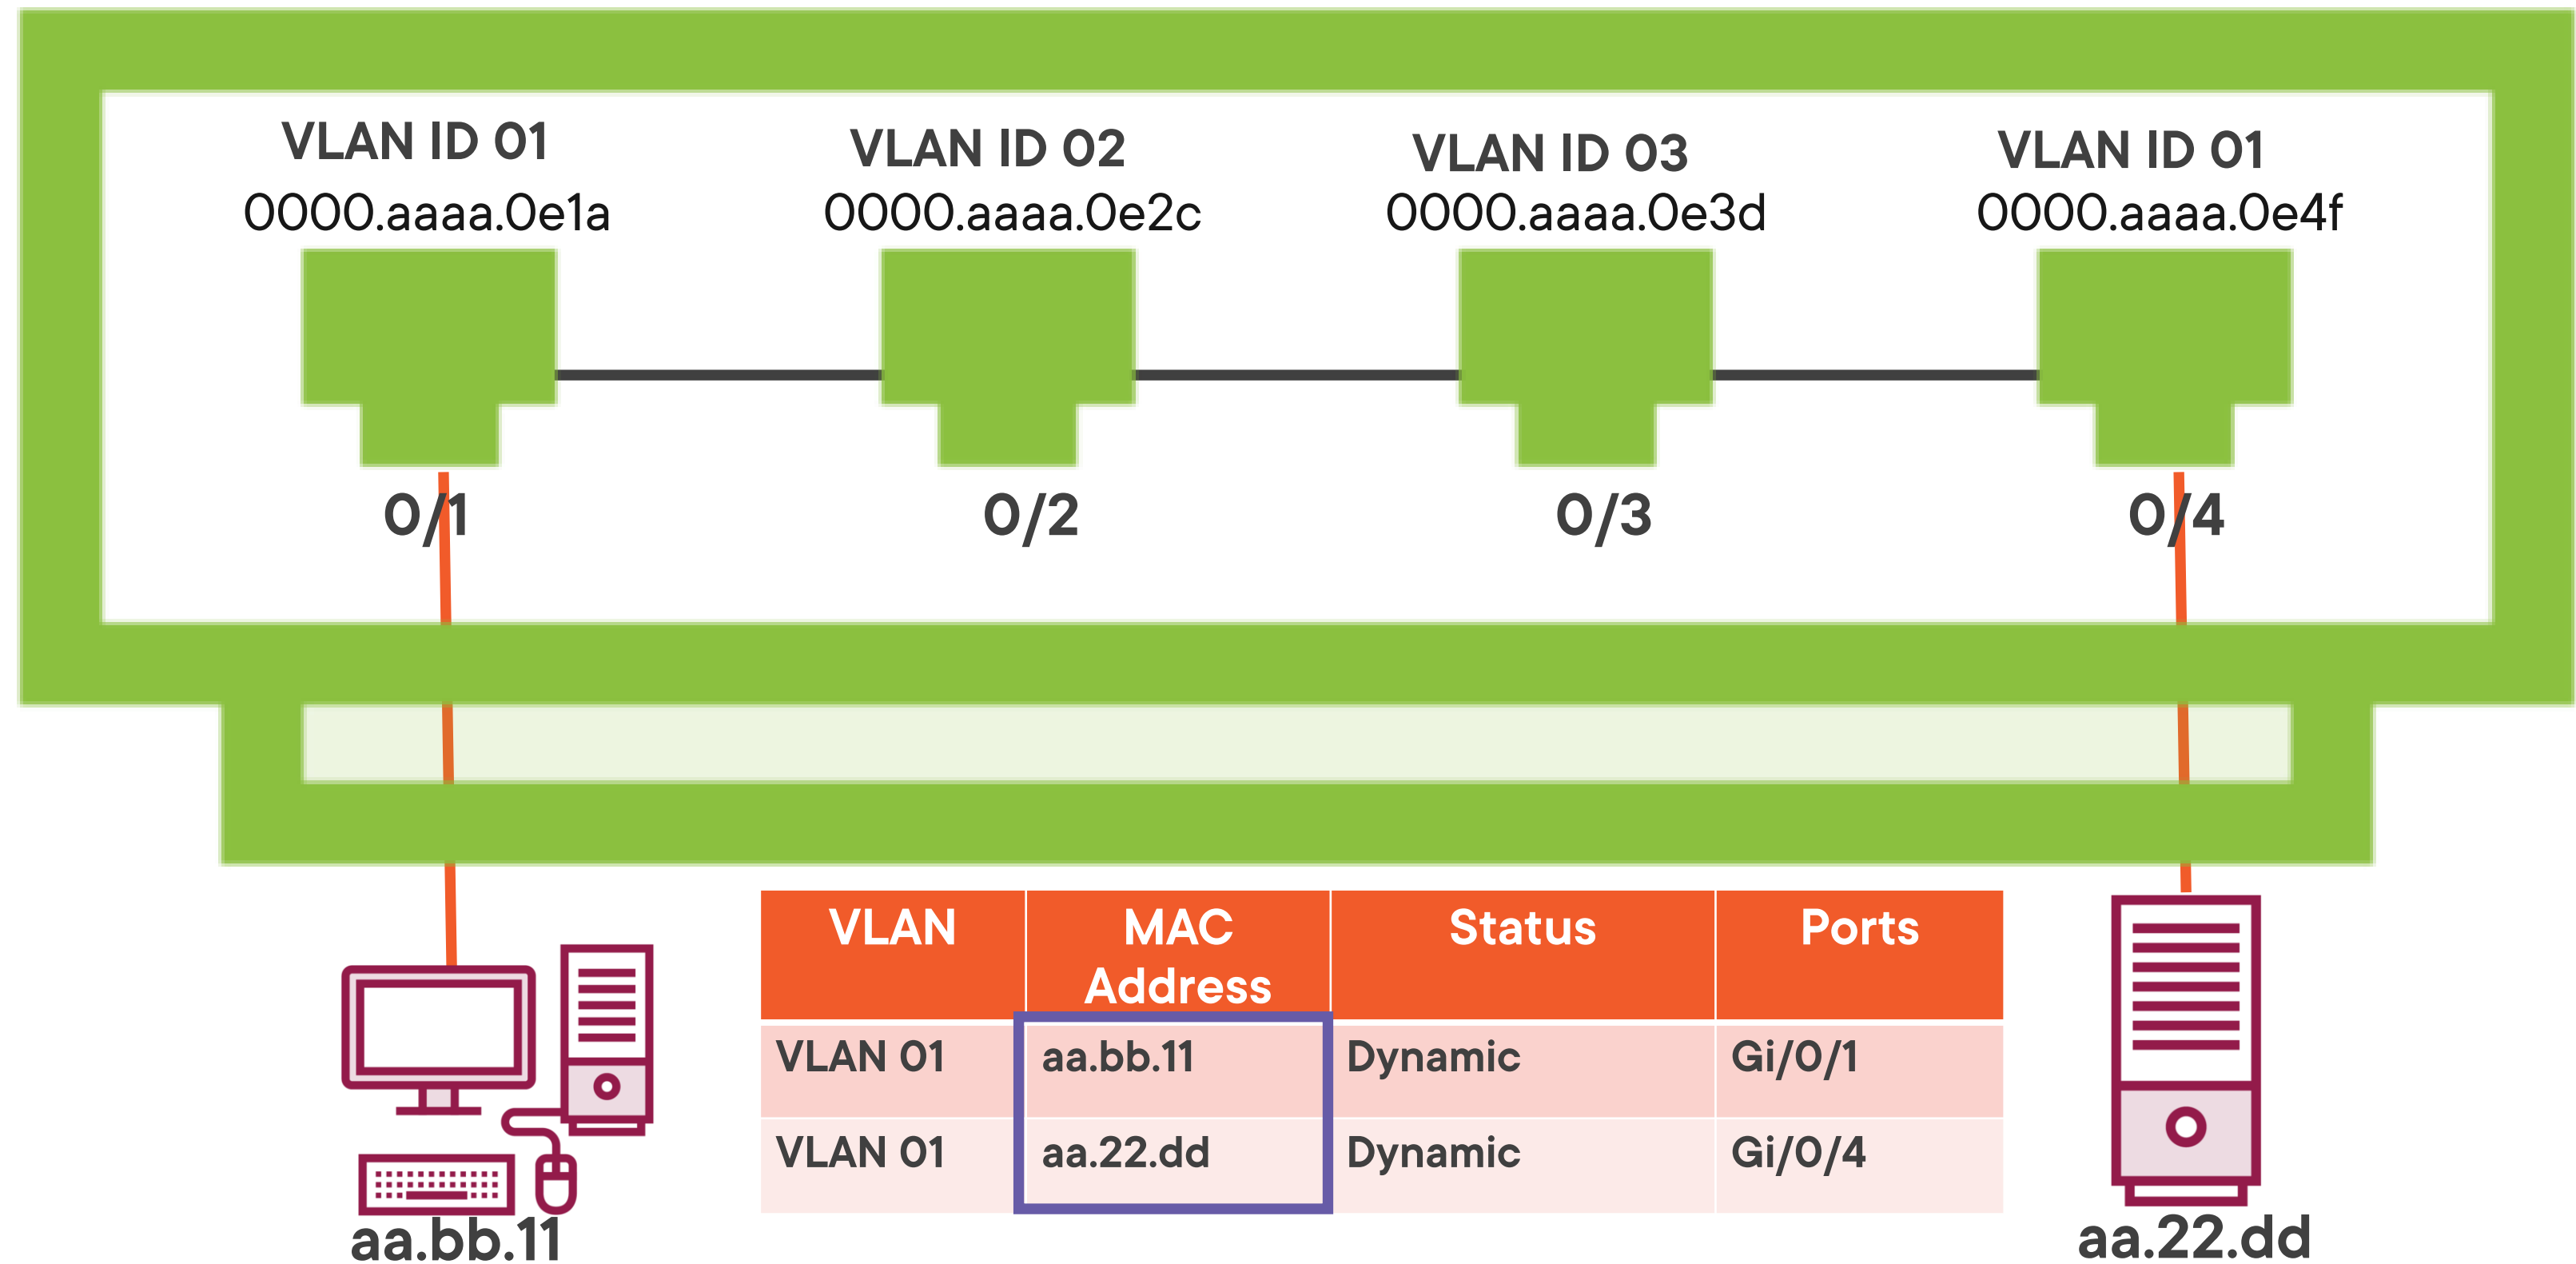 VLAN ID 01
0000.aaaa.0e1a
VLAN ID 02
0000.aaaa.0e2c
VLAN ID 03
0000.aaaa.0e3d
VLAN ID 01
0000.aaaa.0e4f
0/1
0/2
0/3
0/4
VLAN
MAC
Address
Status
Ports
VLAN 01
aa.bb.11
Dynamic
Gi/0/1
VLAN 01
aa.22.dd
Dynamic
Gi/0/4
aa.bb.11
aa.22.dd